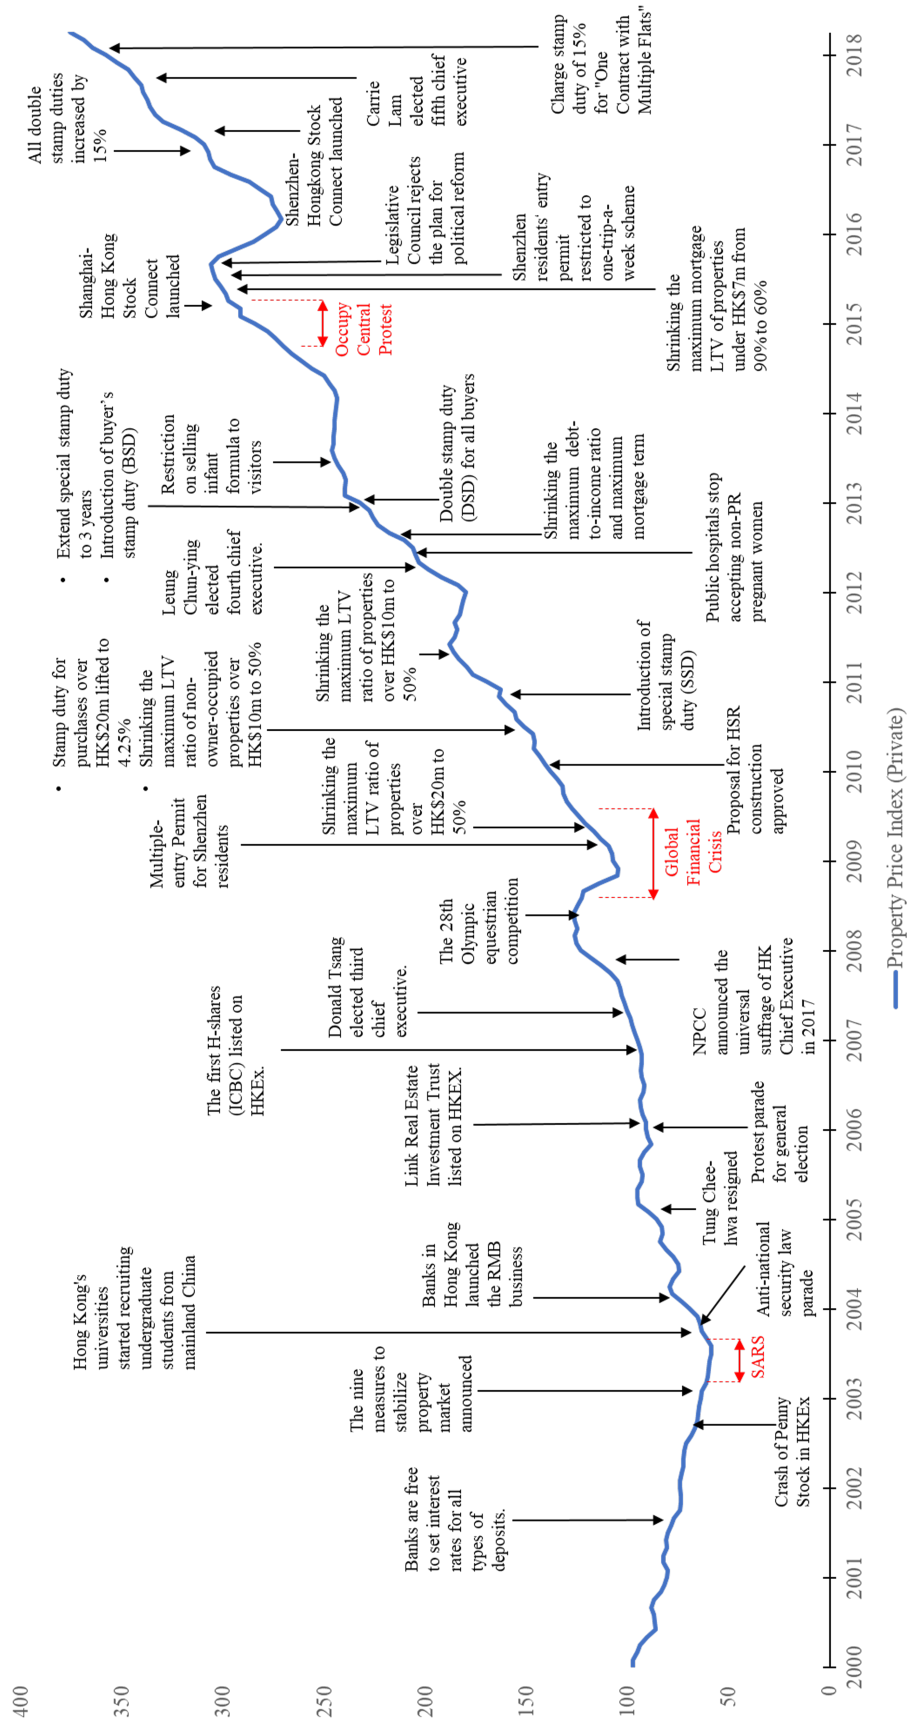 400
350
300
250
200
150
100
50
0
2000
2001
2002
2003
2004
2005
2006
2007
2008
2009
2010
2011
2012
2013
2014
2015
2016
2017
2018
Banks are free
to set interest
rates for all
types of
deposits.
Crash of Penny
Stock in HKEx
The nine
measures to
stabilize
property
market
announced
SARS
Hong Kong's
universities
started recruiting
undergraduate
students from
mainland China
Anti-national
security law
parade
Banks in
Hong Kong
launched
the RMB
business
Tung Chee-
hwa resigned
Protest parade
for general
election
Link Real Estate
Investment Trust
listed on HKEX.
The first H-shares
(ICBC) listed on
HKEx.
Donald Tsang
elected third
chief
executive.
NPCC
announced the
universal
suffrage of HK
Chief Executive
in 2017
The 28th
Olympic
equestrian
competition
Global
Financial
Crisis
Multiple-
entry Permit
for Shenzhen
residents
Shrinking the
maximum
LTV ratio of
properties
over
HK$20m to
50%
Proposal for HSR
construction
approved
• Stamp duty for
purchases over
HK$20m lifted to
4.25%
• Shrinking the
maximum LTV
ratio of non-
owner-occupied
properties over
HK$10m to 50%
Introduction of
special stamp
duty (SSD)
Shrinking the
maximum LTV
ratio of properties
over HK$10m to
50%
Leung
Chun-ying
elected
fourth chief
executive.
Public hospitals stop
accepting non-PR
pregnant women
Shrinking the
maximum debt-
to-income ratio
and maximum
mortgage term
• Extend special stamp duty
to 3 years
• Introduction of buyer's
stamp duty (BSD)
Double stamp duty
(DSD) for all buyers
Restriction
on selling
infant
formula to
visitors
Occupy
Central
Protest
Shanghai-
Hong Kong
Stock
Connect
launched
Shrinking the
maximum mortgage
LTV of properties
under HK$7m from
90% to 60%
Shenzhen
residents' entry
permit
restricted to
one-trip-a-
week scheme
Legislative
Council rejects
the plan for
political reform
Shenzhen-
Hongkong Stock
Connect launched
All double
stamp duties
increased by
15%
Carrie
Lam
elected
fifth chief
executive
Charge stamp
duty of 15%
for "One
Contract with
Multiple Flats"
Property Price Index (Private)